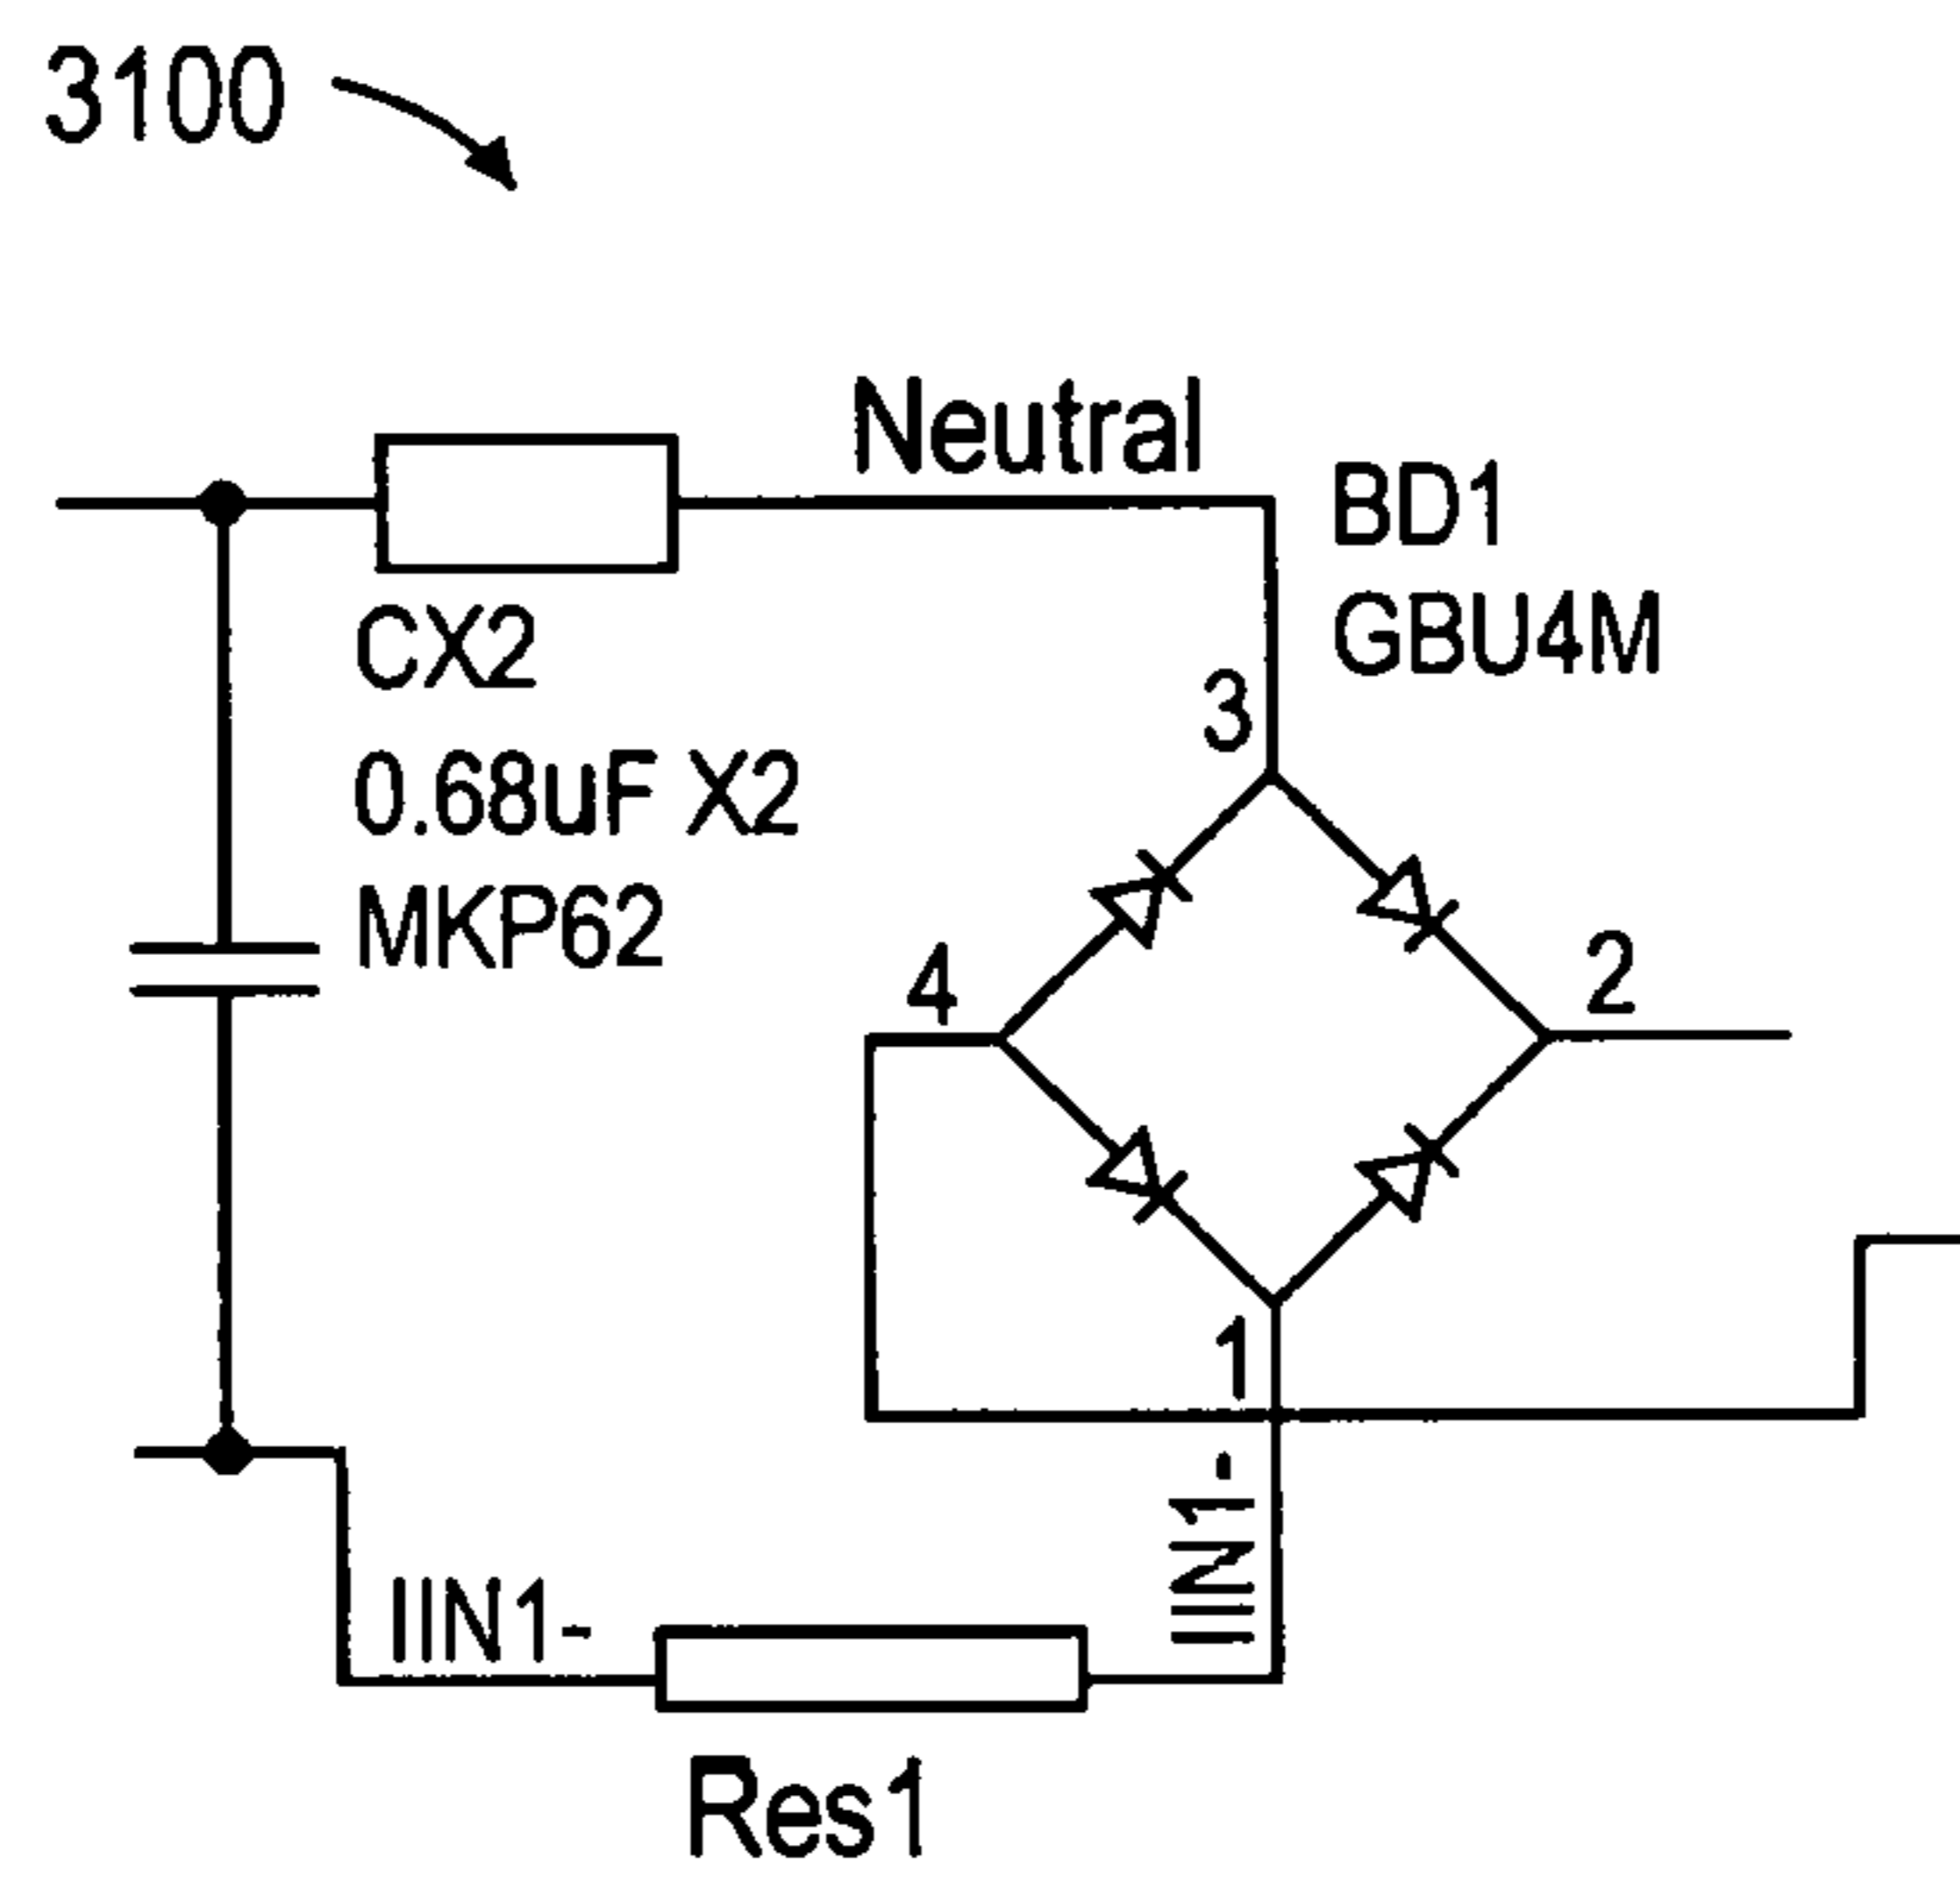 3100
Neutral
BD1
GBU4M
CX2
0.68uF X2
MKP62
3
4
2
1
IIN1-
IIN1-
Res1